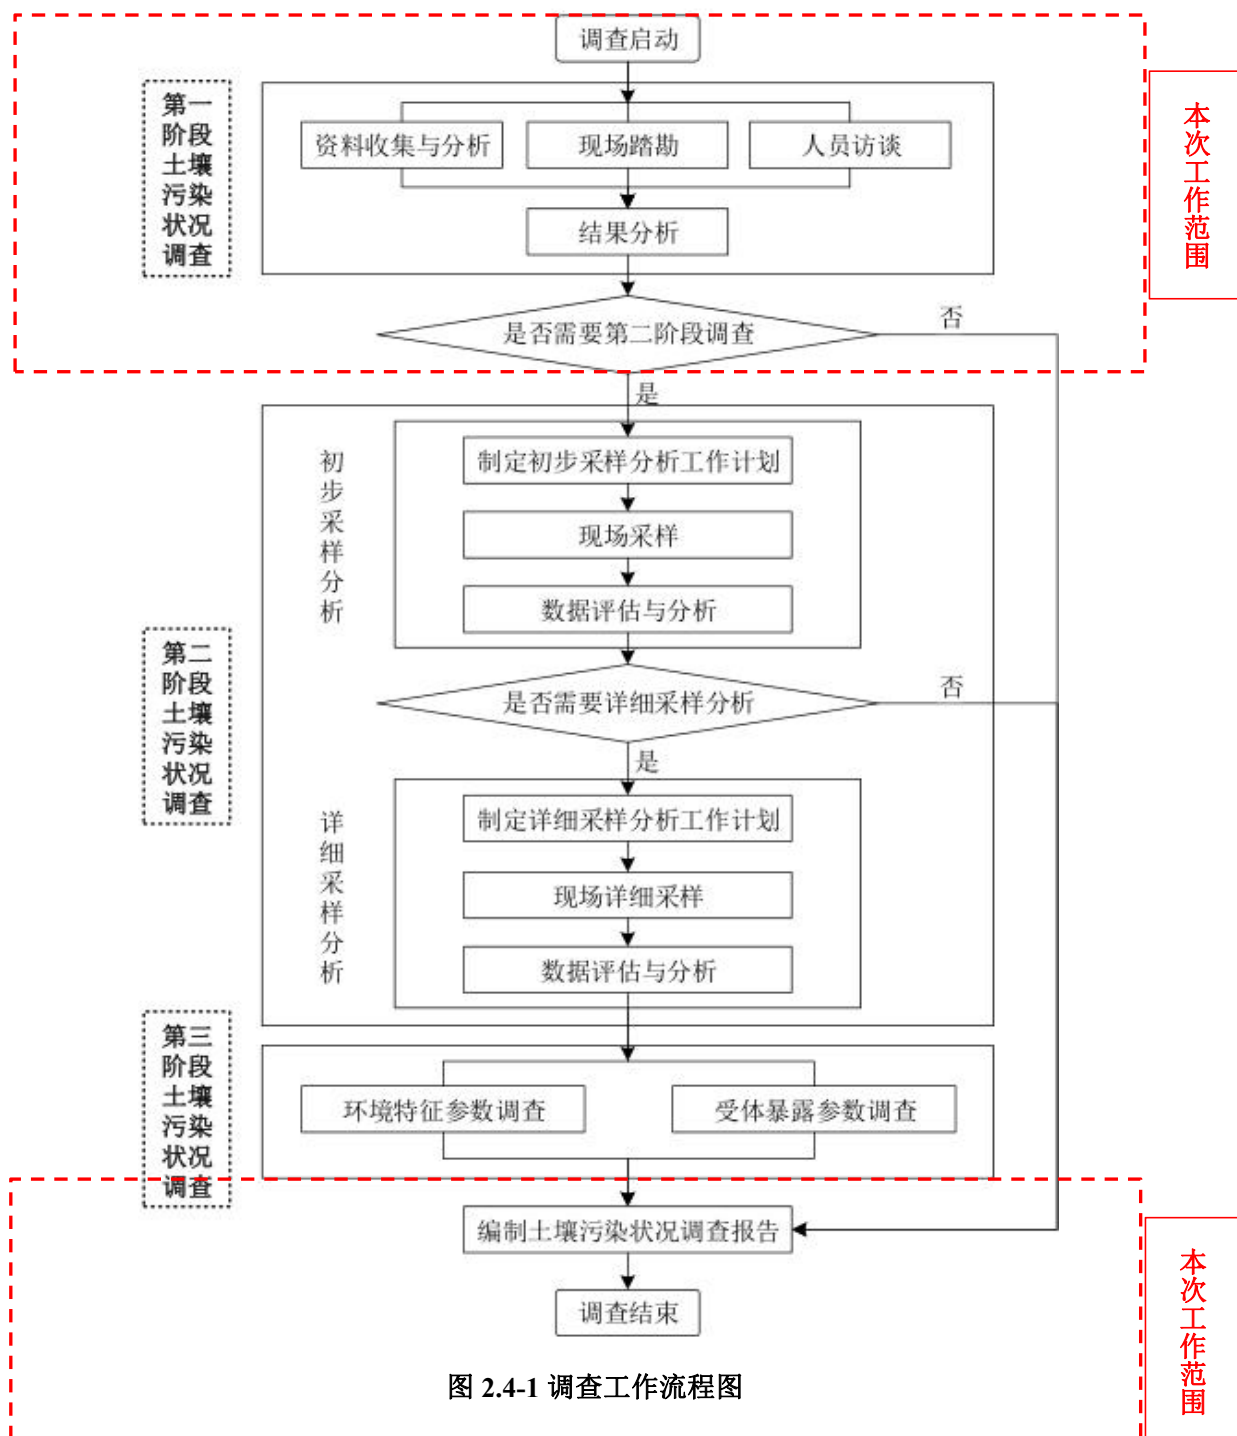 调查启动
第一阶段土壤污染状况调查
资料收集与分析
现场踏勘
人员访谈
结果分析
本次工作范围
是否需要第二阶段调查
否
是
第二阶段土壤污染状况调查
初步采样分析
制定初步采样分析工作计划
现场采样
数据评估与分析
是否需要详细采样分析
否
是
详细采样分析
制定详细采样分析工作计划
现场详细采样
数据评估与分析
第三阶段土壤污染状况调查
环境特征参数调查
受体暴露参数调查
编制土壤污染状况调查报告
调查结束
本次工作范围
图 2.4-1 调查工作流程图